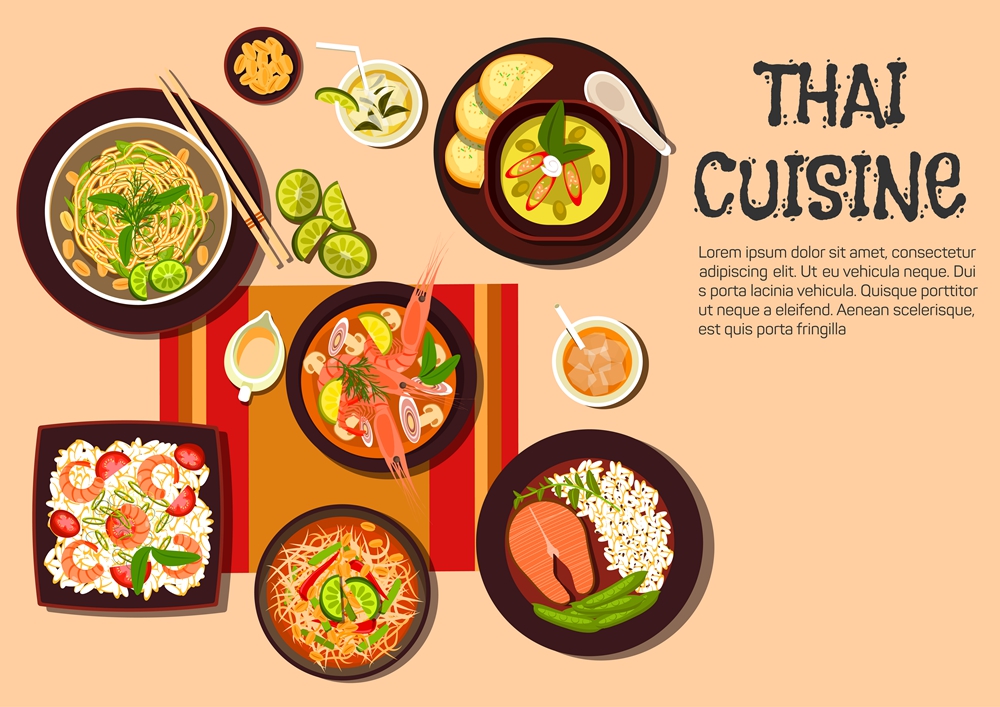 THAI
CUISINE
Lorem ipsum dolor sit amet, consectetur
adipiscing elit. Ut eu vehicula neque. Dui
s porta lacinia vehicula. Quisque porttitor
ut neque a eleifend. Aenean scelerisque,
est quis porta fringilla